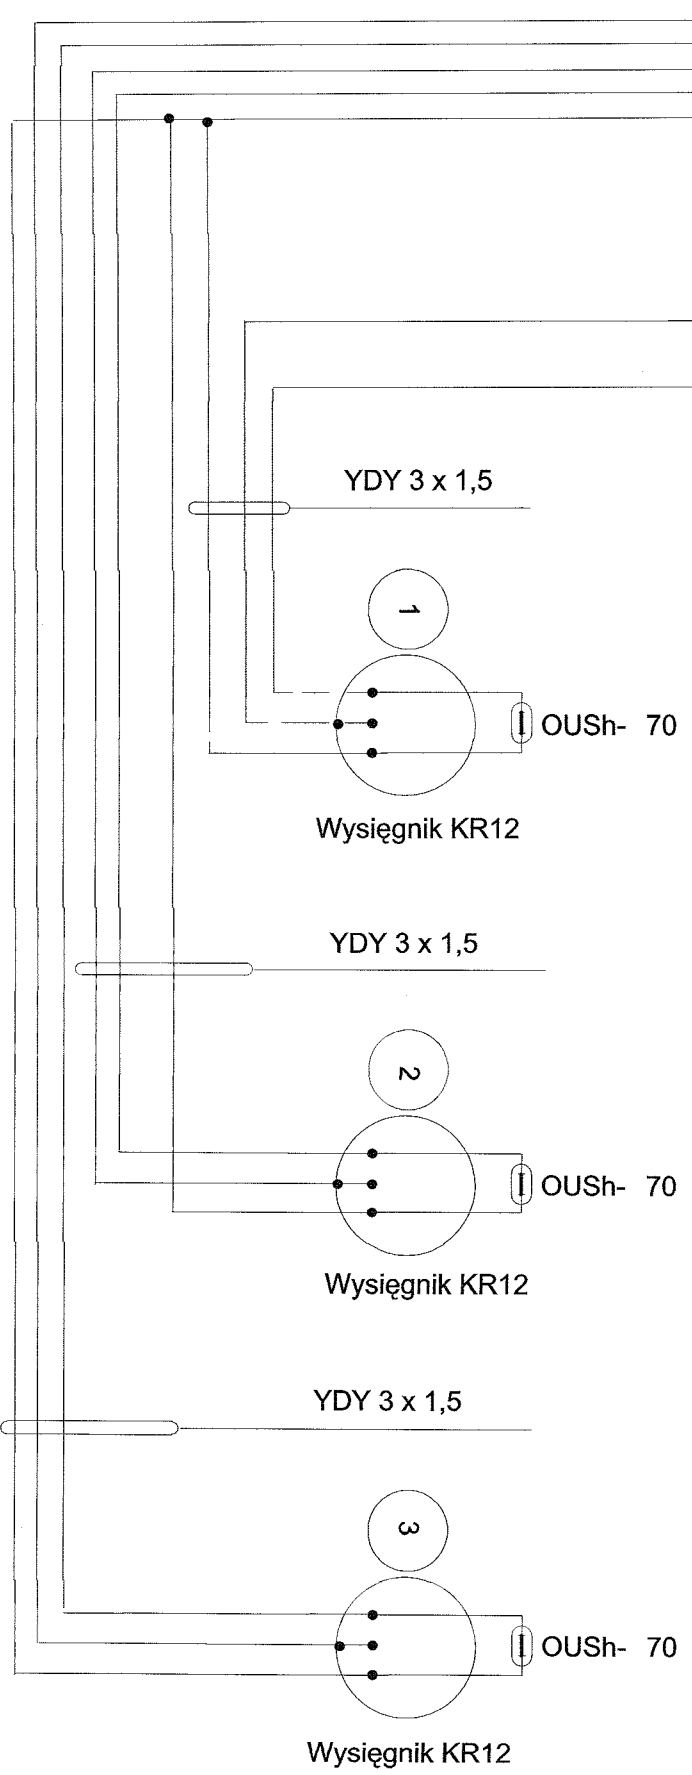 YDY 3 x 1,5
1
OUSh- 70
Wysięgnik KR12
YDY 3 x 1,5
2
OUSh- 70
Wysięgnik KR12
YDY 3 x 1,5
3
OUSh- 70
Wysięgnik KR12